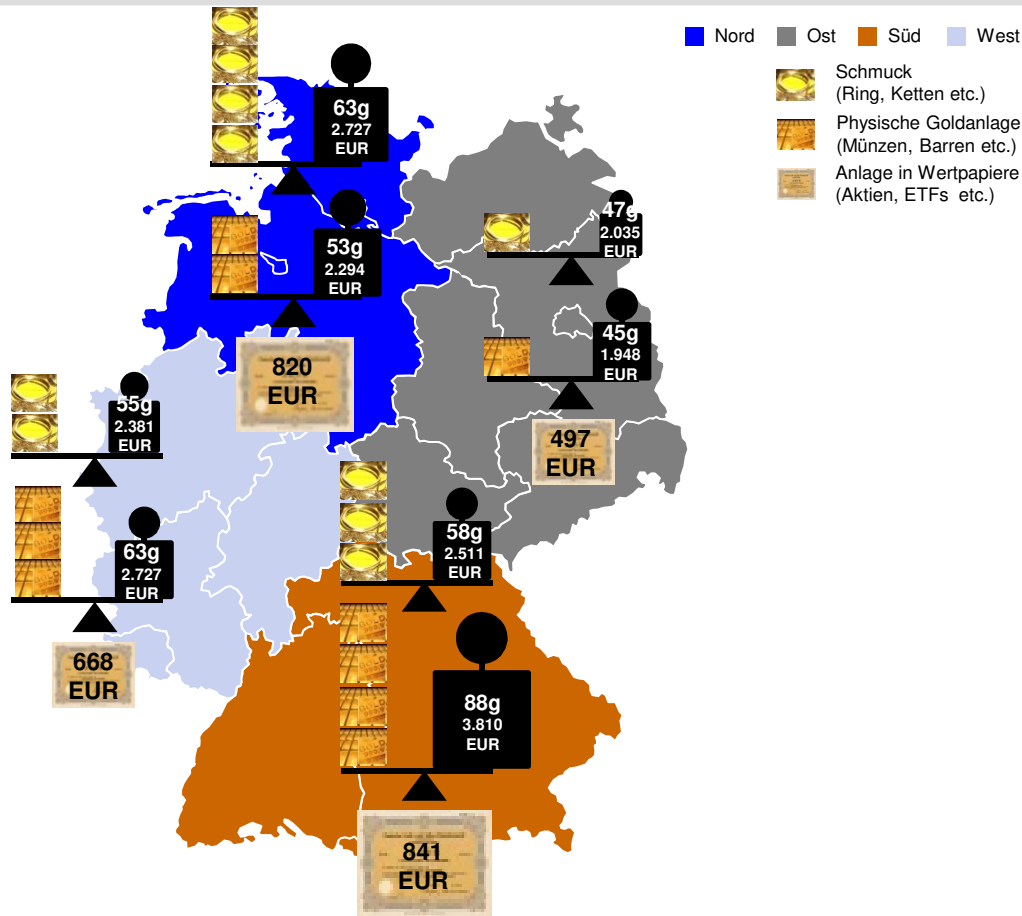 Nord
Ost
Süd
West
Schmuck
(Ring, Ketten etc.)
Physische Goldanlage
(Münzen, Barren etc.)
Anlage in Wertpapiere
(Aktien, ETFs etc.)
63g
2.727
EUR
53g
2.294
EUR
820
EUR
47g
2.035
EUR
45g
1.948
EUR
497
EUR
55g
2.381
EUR
63g
2.727
EUR
668
EUR
58g
2.511
EUR
88g
3.810
EUR
841
EUR